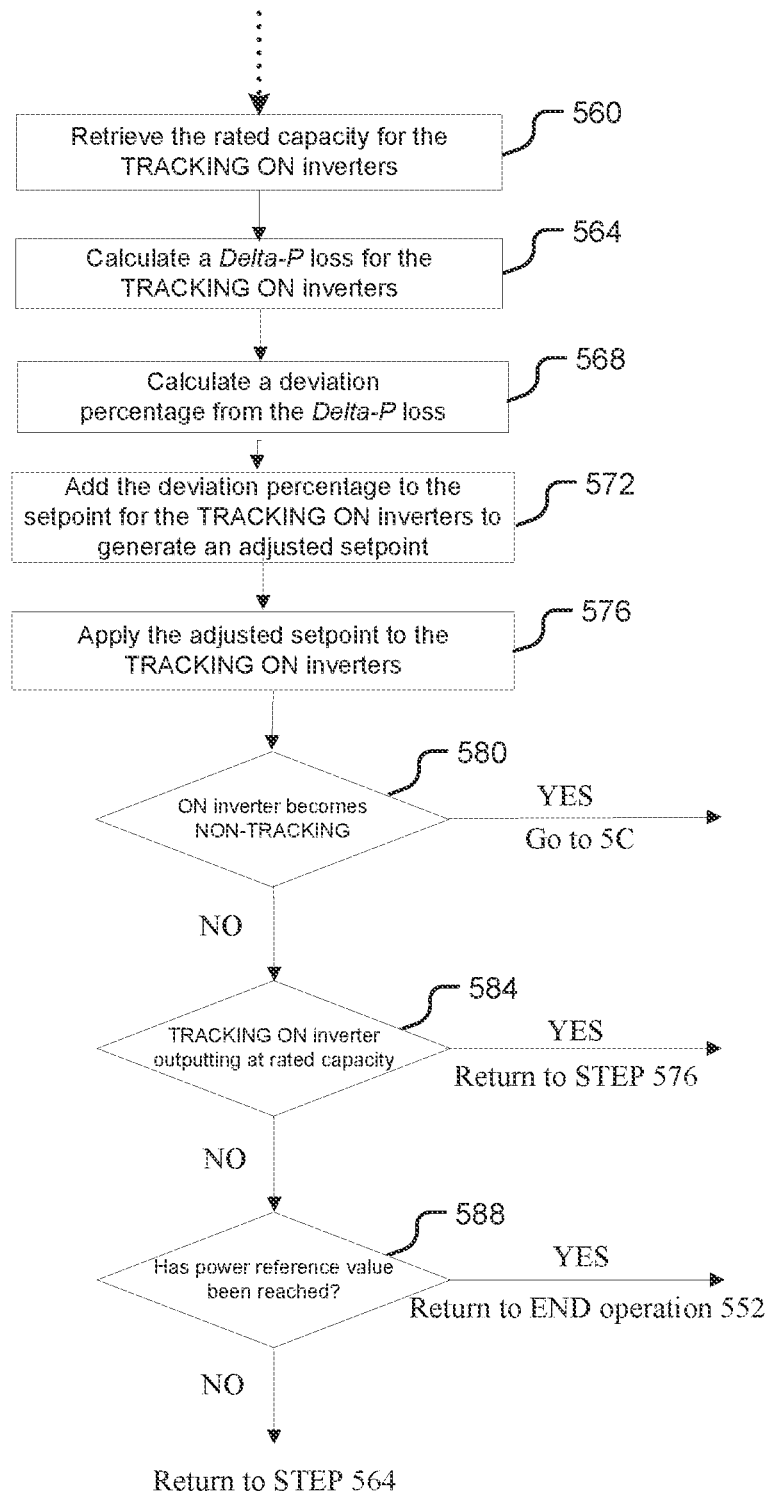 560
Retrieve the rated capacity for the
TRACKING ON inverters
564
Calculate a Delta-P loss for the
TRACKING ON inverters
568
Calculate a deviation
percentage from the Delta-P loss
572
Add the deviation percentage to the
setpoint for the TRACKING ON inverters to
generate an adjusted setpoint
576
Apply the adjusted setpoint to the
TRACKING ON inverters
580
ON inverter becomes
NON-TRACKING
YES
Go to 5C
NO
584
TRACKING ON inverter
outputting at rated capacity
YES
Return to STEP 576
NO
588
Has power reference value
been reached?
YES
Return to END operation 552
NO
Return to STEP 564